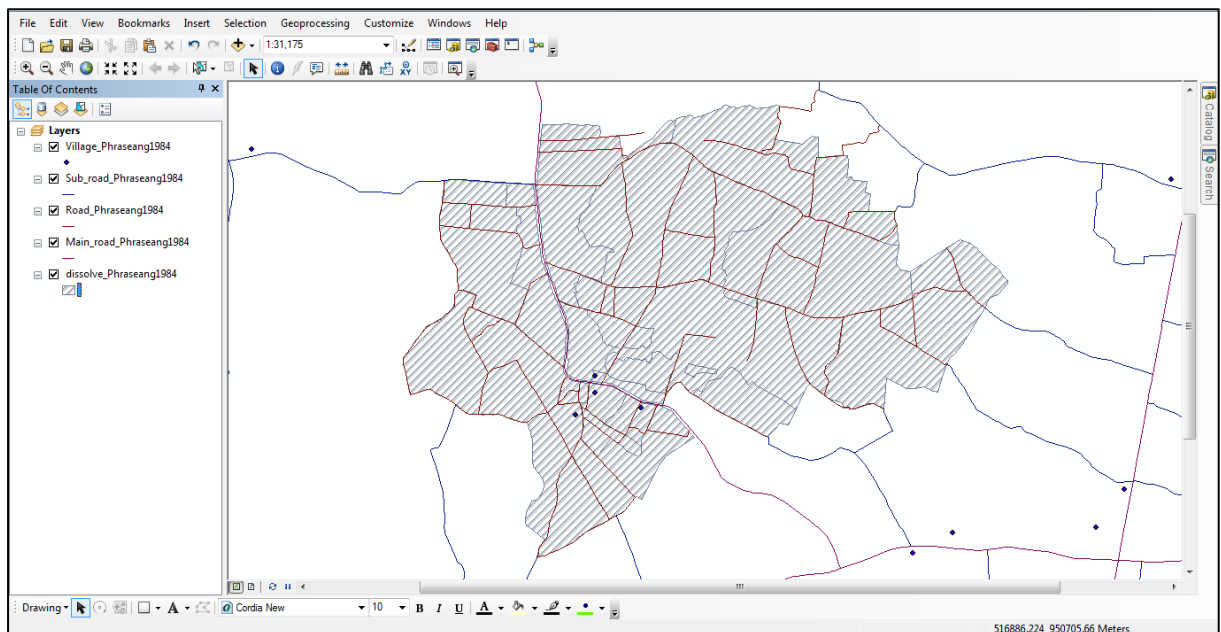 File Edit View Bookmarks Insert Selection Geoprocessing Customize Windows Help
1:31,175
Table Of Contents
Layers
Village_Phraseang1984
Sub_road_Phraseang1984
Road_Phraseang1984
Main_road_Phraseang1984
dissolve_Phraseang1984
Catalog
Search
Drawing A Cordia New 10 B I U A
516886.224 950705.66 Meters